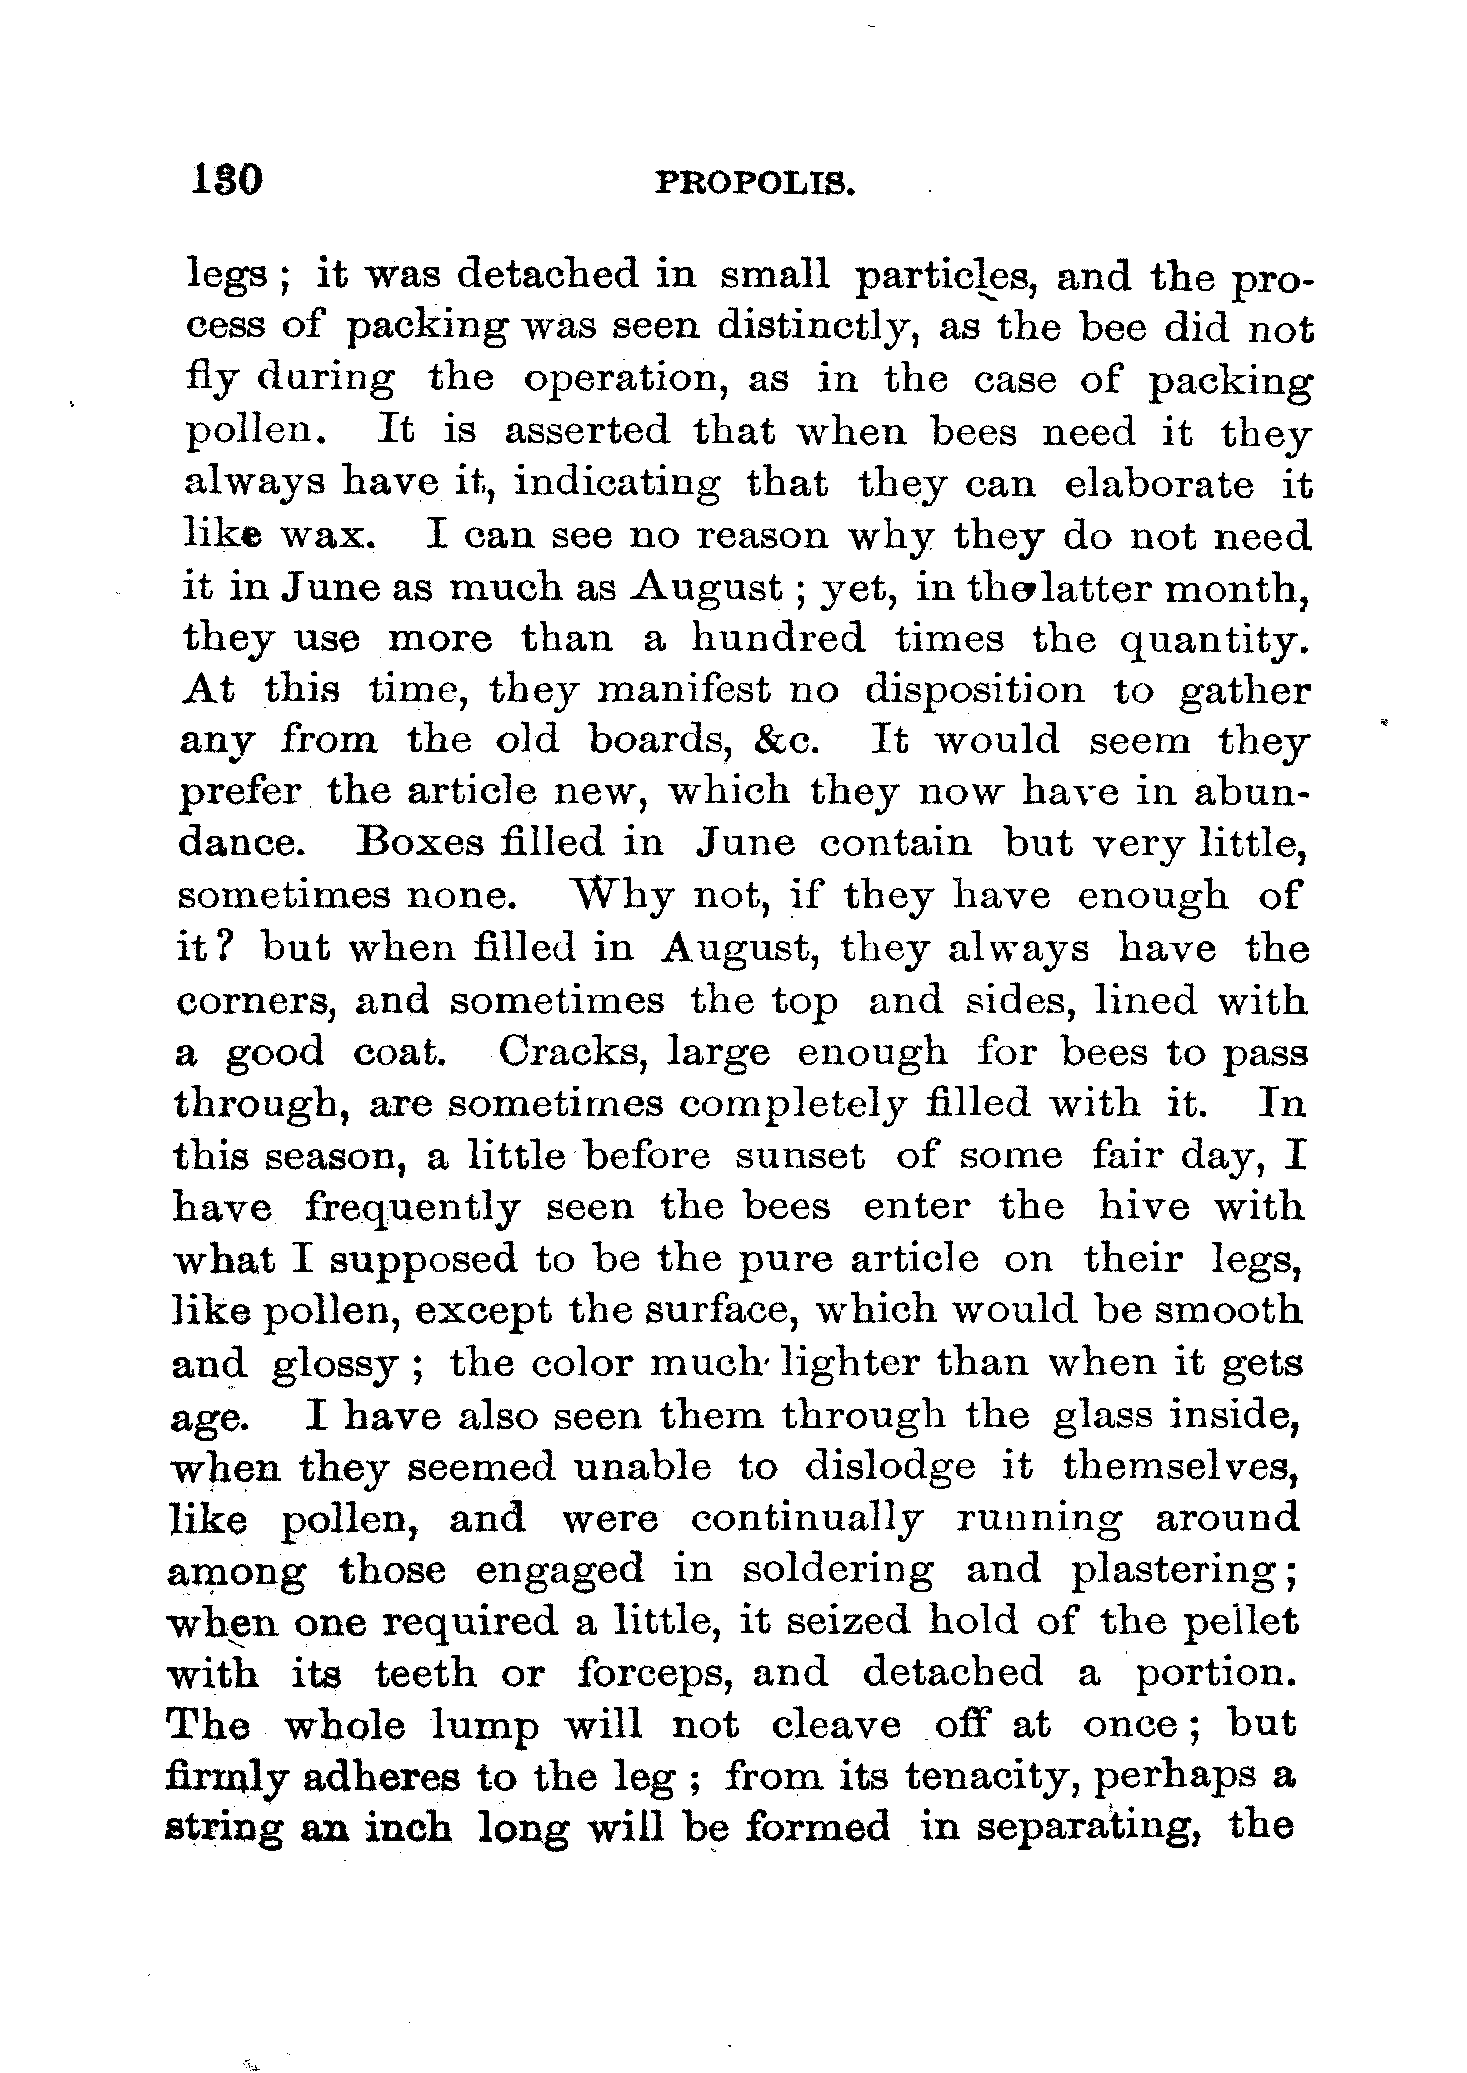 130 PROPOLIS.
legs ; it was detached in small particles, and the pro-
cess of packing was seen distinctly, as the bee did not
fly during the operation, as in the case of packing
pollen. It is asserted that when bees need it they
always have it, indicating that they can elaborate it
like wax. I can see no reason why they do not need
it in June as much as August ; yet, in the latter month,
they use more than a hundred times the quantity.
At this time, they manifest no disposition to gather
any from the old boards, &c. It would seem they
prefer the article new, which they now have in abun-
dance. Boxes filled in June contain but very little,
sometimes none. Why not, if they have enough of
it ? but when filled in August, they always have the
corners, and sometimes the top and sides, lined with
a good coat. Cracks, large enough for bees to pass
through, are sometimes completely filled with it. In
this season, a little before sunset of some fair day, I
have frequently seen the bees enter the hive with
what I supposed to be the pure article on their legs,
like pollen, except the surface, which would be smooth
and glossy ; the color much lighter than when it gets
age. I have also seen them through the glass inside,
when they seemed unable to dislodge it themselves,
like pollen, and were continually running around
among those engaged in soldering and plastering ;
when one required a little, it seized hold of the pellet
with its teeth or forceps, and detached a portion.
The whole lump will not cleave off at once ; but
firmly adheres to the leg ; from its tenacity, perhaps a
string an inch long will be formed in separating, the